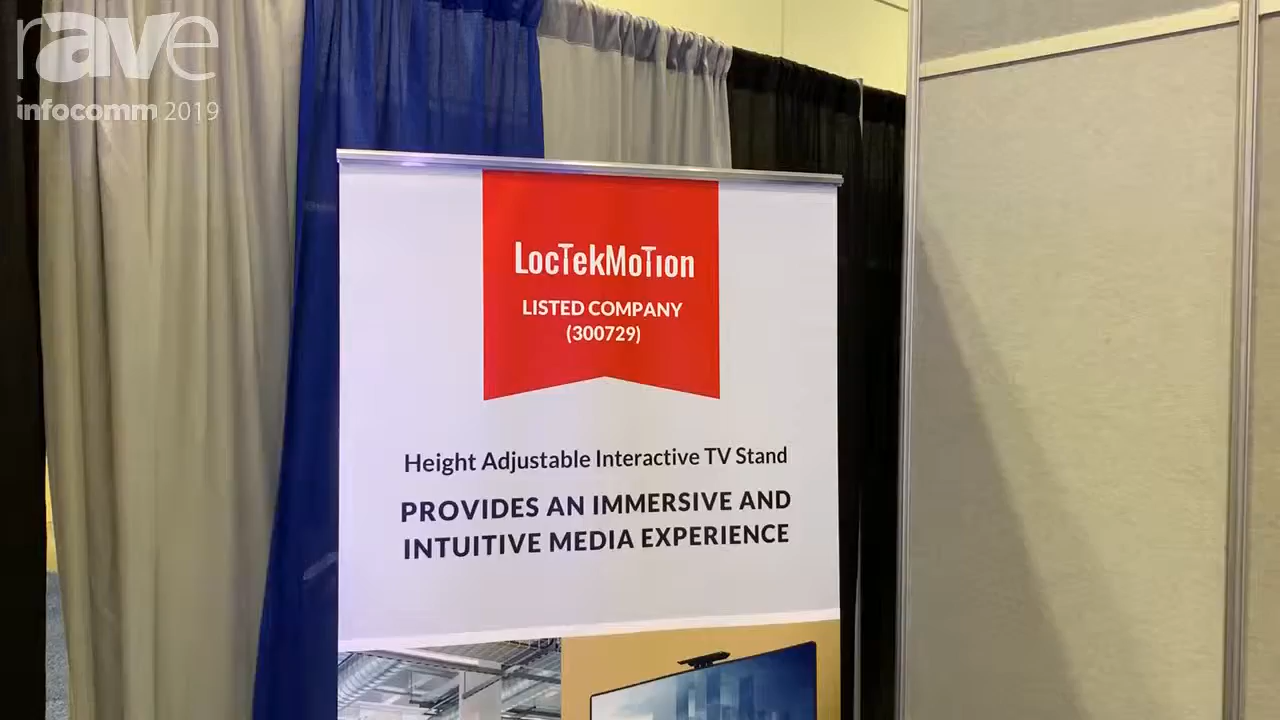 rAVe
infocomm 2019
LocTekMoTion
LISTED COMPANY
(300729)
Height Adjustable Interactive TV Stand
PROVIDES AN IMMERSIVE AND
INTUITIVE MEDIA EXPERIENCE